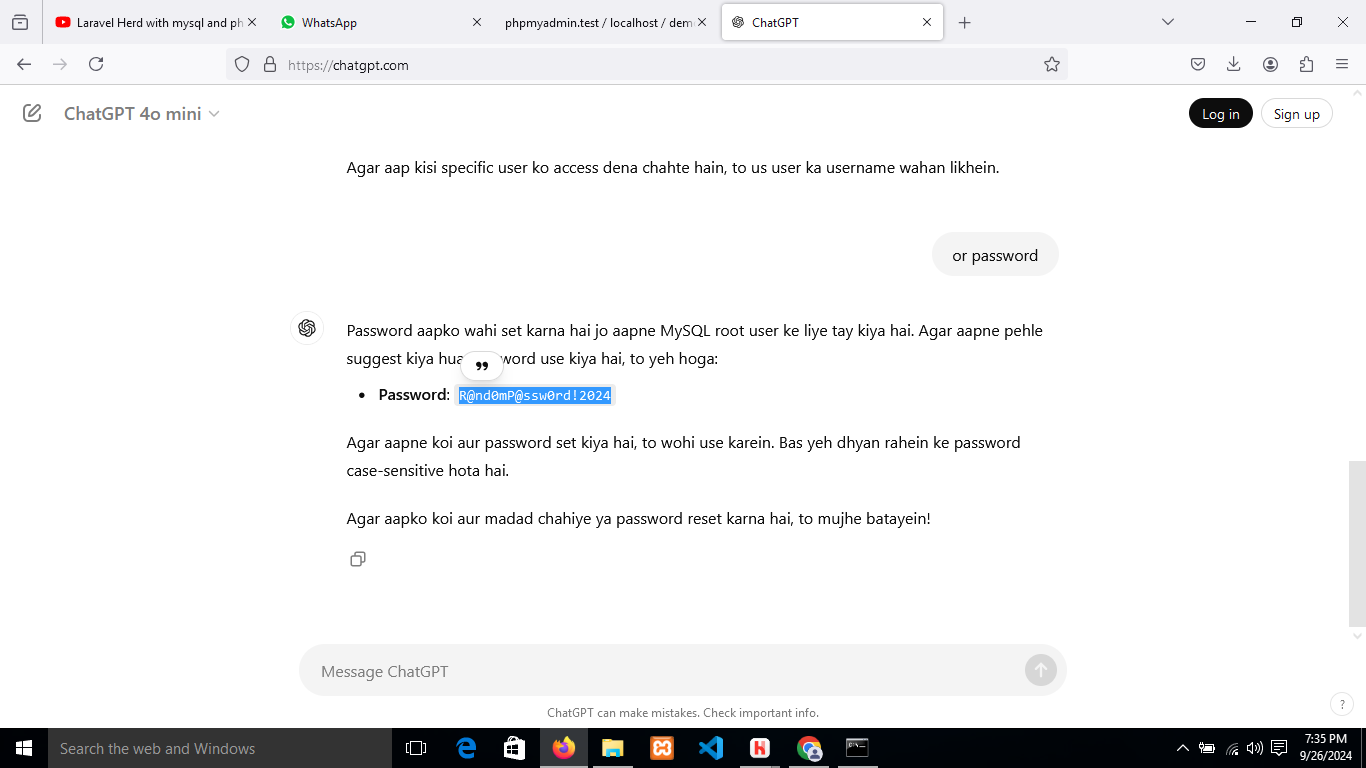 Laravel Herd with mysql and ph
WhatsApp
phpmyadmin.test / localhost / dem
ChatGPT
https://chatgpt.com
ChatGPT 4o mini
Log in
Sign up
Agar aap kisi specific user ko access dena chahte hain, to us user ka username wahan likhein.
or password
Password aapko wahi set karna hai jo aapne MySQL root user ke liye tay kiya hai. Agar aapne pehle
suggest kiya hua word use kiya hai, to yeh hoga:
Password: R@nd0mP@ssw0rd!2024
Agar aapne koi aur password set kiya hai, to wohi use karein. Bas yeh dhyan rahein ke password
case-sensitive hota hai.
Agar aapko koi aur madad chahiye ya password reset karna hai, to mujhe batayein!
Message ChatGPT
ChatGPT can make mistakes. Check important info.
?
Search the web and Windows
7:35 PM
9/26/2024